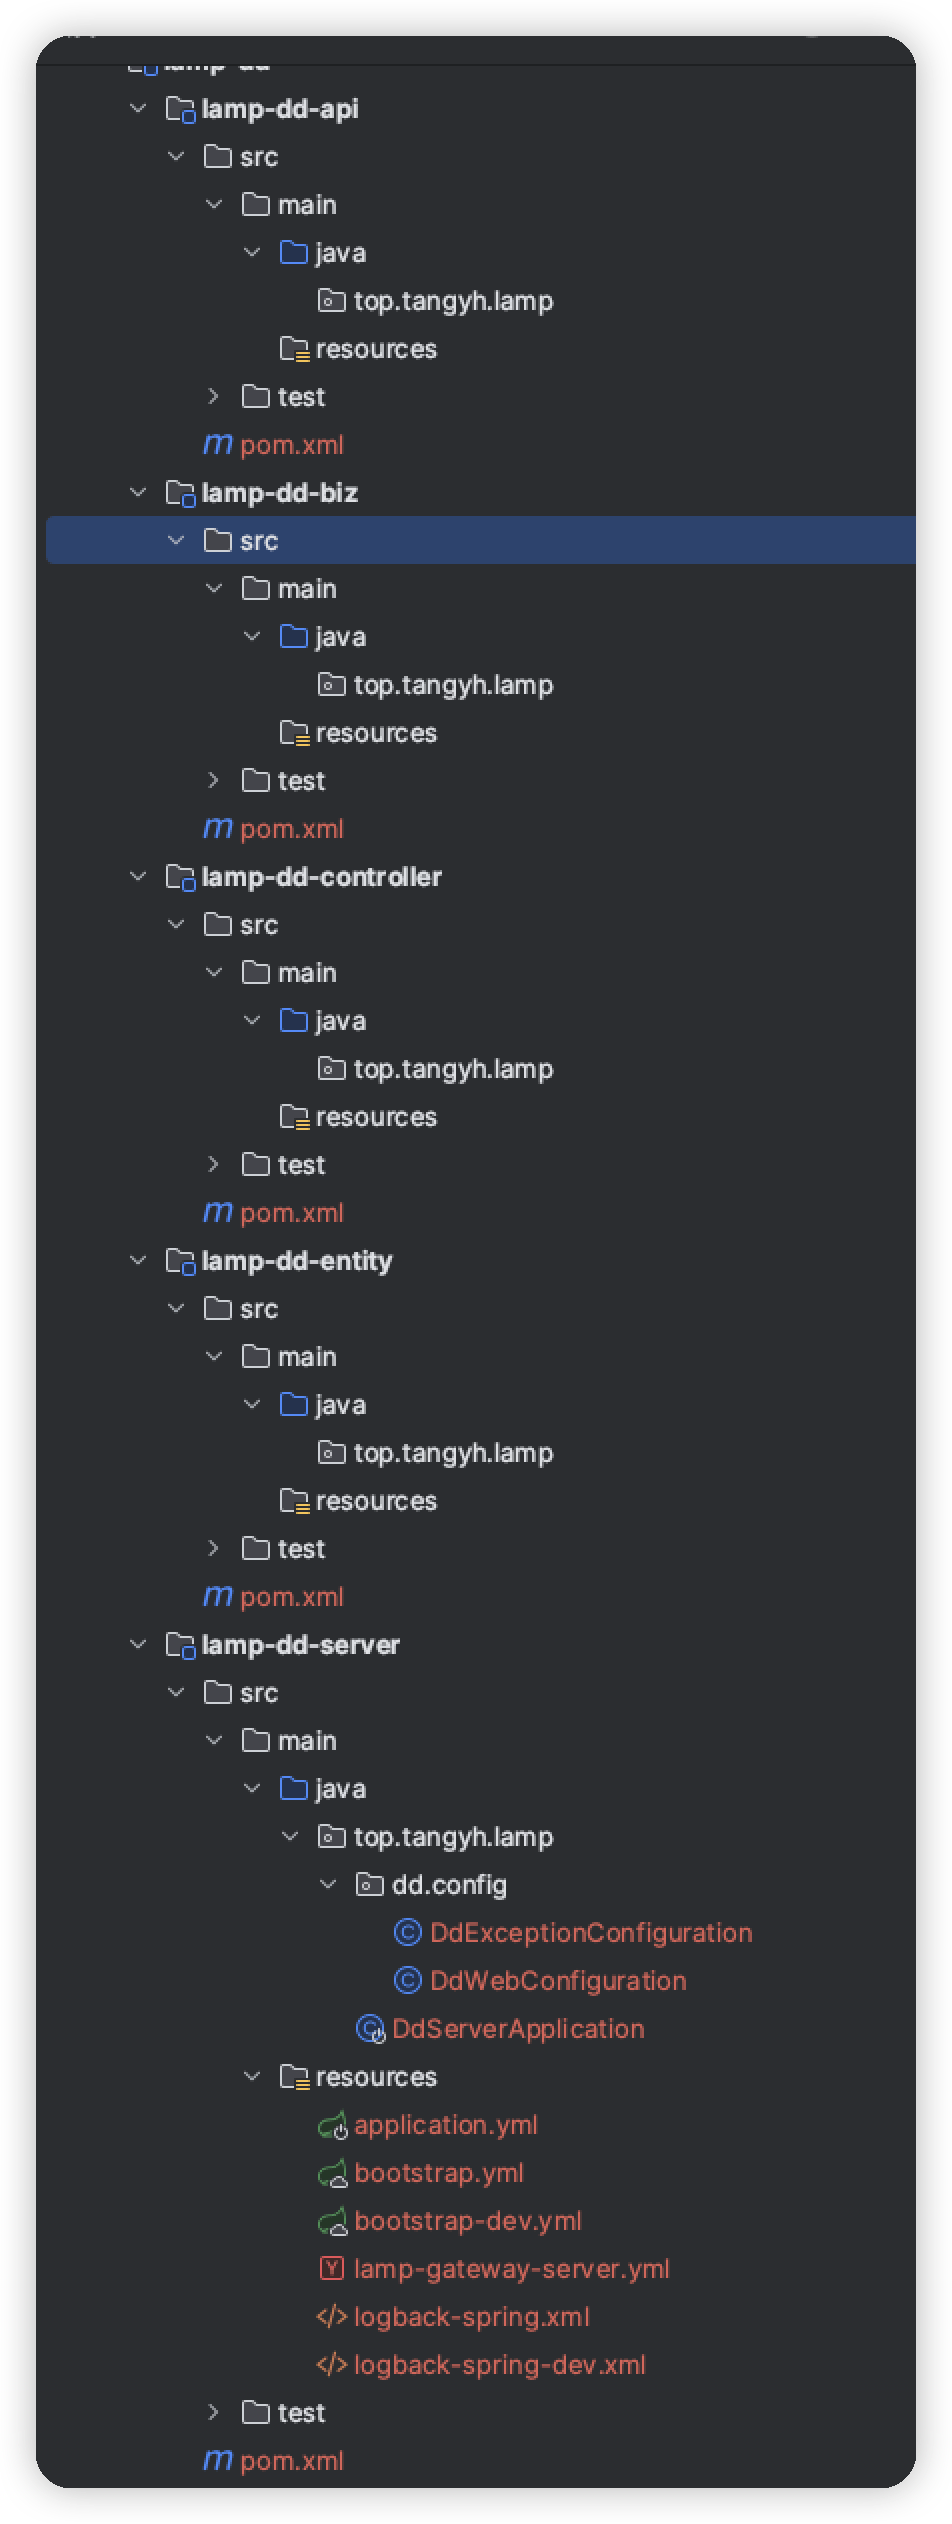 lamp-dd
lamp-dd-api
src
main
java
top.tangyh.lamp
resources
test
pom.xml
lamp-dd-biz
src
main
java
top.tangyh.lamp
resources
test
pom.xml
lamp-dd-controller
src
main
java
top.tangyh.lamp
resources
test
pom.xml
lamp-dd-entity
src
main
java
top.tangyh.lamp
resources
test
pom.xml
lamp-dd-server
src
main
java
top.tangyh.lamp
dd.config
DdExceptionConfiguration
DdWebConfiguration
DdServerApplication
resources
application.yml
bootstrap.yml
bootstrap-dev.yml
lamp-gateway-server.yml
logback-spring.xml
logback-spring-dev.xml
test
pom.xml